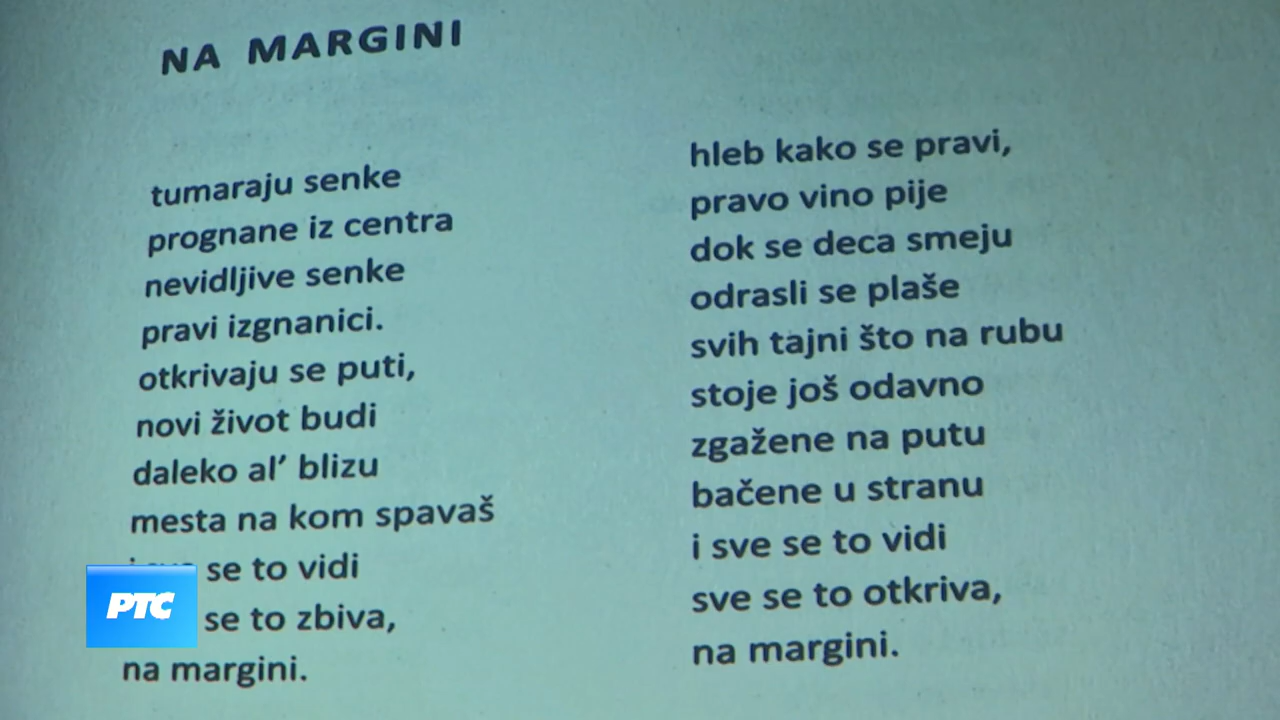 NA MARGINI
tumaraju senke
prognane iz centra
nevidljive senke
pravi izgnanici.
otkrivaju se puti,
novi život budi
daleko al’ blizu
mesta na kom spavaš
se to vidi
se to zbiva,
na margini.
hleb kako se pravi,
pravo vino pije
dok se deca smeju
odrasli se plaše
svih tajni što na rubu
stoje još odavno
zgažene na putu
bačene u stranu
i sve se to vidi
sve se to otkriva,
na margini.
РТС